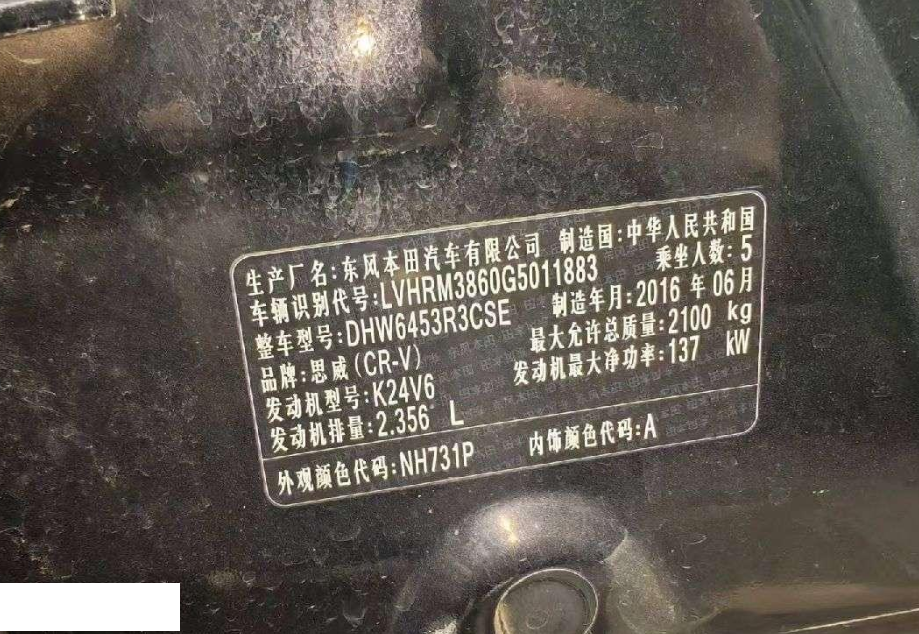 生产厂名:东风本田汽车有限公司 制造国:中华人民共和国
车辆识别代号:LVHRM3860G5011883 乘坐人数:5
整车型号:DHW6453R3CSE 制造年月:2016 年 06 月
品牌:思威(CR-V) 最大允许总质量:2100 kg
发动机型号:K24V6 发动机最大净功率:137 kW
发动机排量:2.356 L
外观颜色代码:NH731P 内饰颜色代码:A